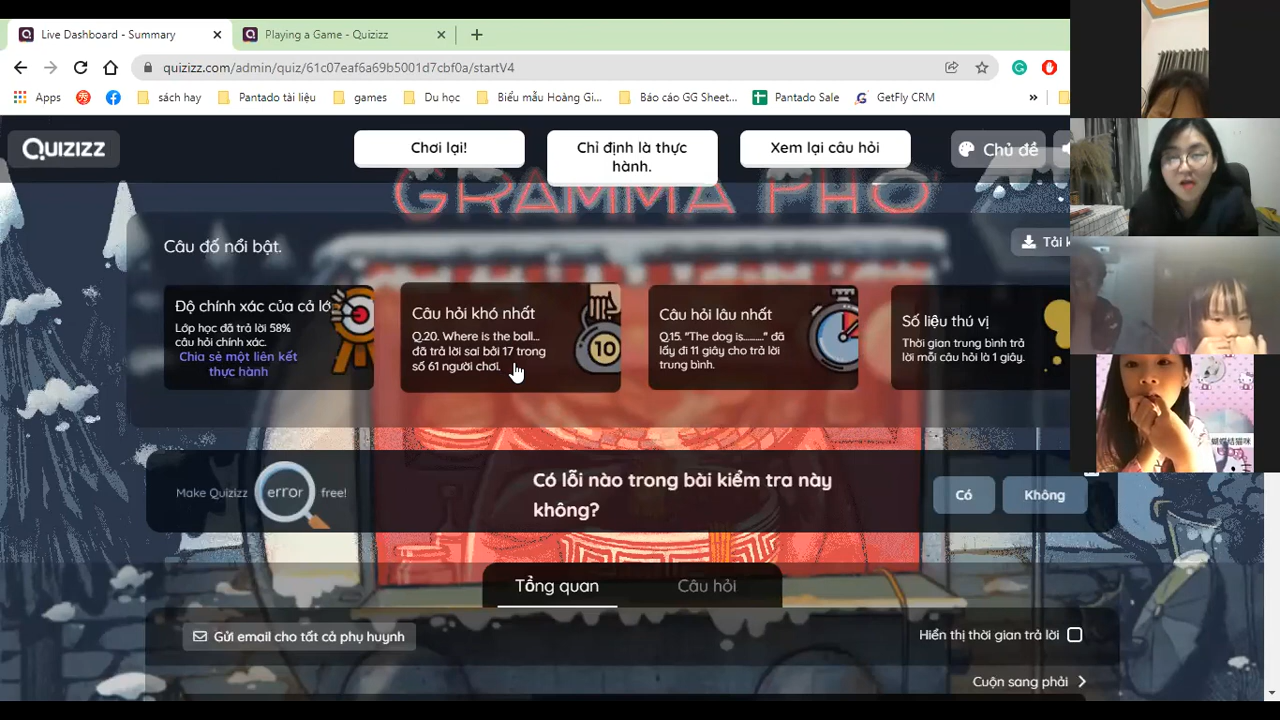 Live Dashboard - Summary
Playing a Game - Quizizz
quizizz.com/admin/quiz/61c07eaf6a69b5001d7cbf0a/startV4
Apps
sách hay
Pantado tài liệu
games
Du học
Biểu mẫu Hoàng Gi...
Báo cáo GG Sheet...
Pantado Sale
GetFly CRM
»
QUIZIZZ
Chơi lại!
Chỉ định là thực
hành.
Xem lại câu hỏi
Chủ đề
GRAMMA PHO
Câu đố nổi bật.
Tải k
Độ chính xác của cả lớ
Lớp học đã trả lời 58%
câu hỏi chính xác.
Chia sẻ một liên kết
thực hành
Câu hỏi khó nhất
Q.20. Where is the ball...
đã trả lời sai bởi 17 trong
số 61 người chơi.
10
Câu hỏi lâu nhất
Q.15. "The dog is........." đã
lấy đi 11 giây cho trả lời
trung bình.
Số liệu thú vị
Thời gian trung bình trả
lời mỗi câu hỏi là 1 giây.
Make Quizizz error free!
Có lỗi nào trong bài kiểm tra này
không?
Có
Không
Tổng quan
Câu hỏi
Gửi email cho tất cả phụ huynh
Hiển thị thời gian trả lời
Cuộn sang phải